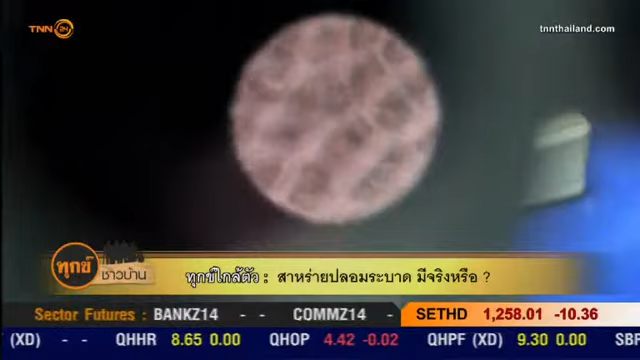 TNN 24
tnnthailand.com
ทุกข์
ชาวบ้าน
ทุกข์ใกล้ตัว : สาหร่ายปลอมระบาด มีจริงหรือ ?
Sector Futures : BANKZ14 - - COMMZ14 - SETHD 1,258.01 -10.36
(XD) - - QHHR 8.65 0.00 QHOP 4.42 -0.02 QHPF (XD) 9.30 0.00 SBF